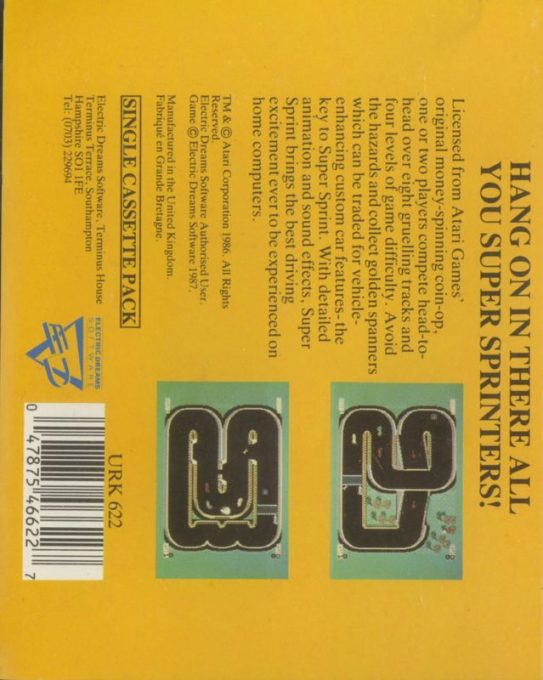 HANG ON IN THERE ALL
YOU SUPER SPRINTERS!
Licensed from Atari Games'
original money-spinning coin-op,
one or two players compete head-to-
head over eight gruelling tracks and
four levels of game difficulty. Avoid
the hazards and collect golden spanners
which can be traded for vehicle-
enhancing custom car features- the
key to Super Sprint. With detailed
animation and sound effects, Super
Sprint brings the best driving
excitement ever to be experienced on
home computers.
TM & © Atari Corporation 1986. All Rights
Reserved.
Electric Dreams Software Authorised User.
Game © Electric Dreams Software 1987.
Manufactured in the United Kingdom.
Fabriqué en Grande Bretagne.
SINGLE CASSETTE PACK
Electric Dreams Software, Terminus House
Terminus Terrace, Southampton
Hampshire SO1 1FE
Tel: (0703) 229694
ELECTRIC DREAMS
SOFTWARE
URK 622
0 47875 46622 7